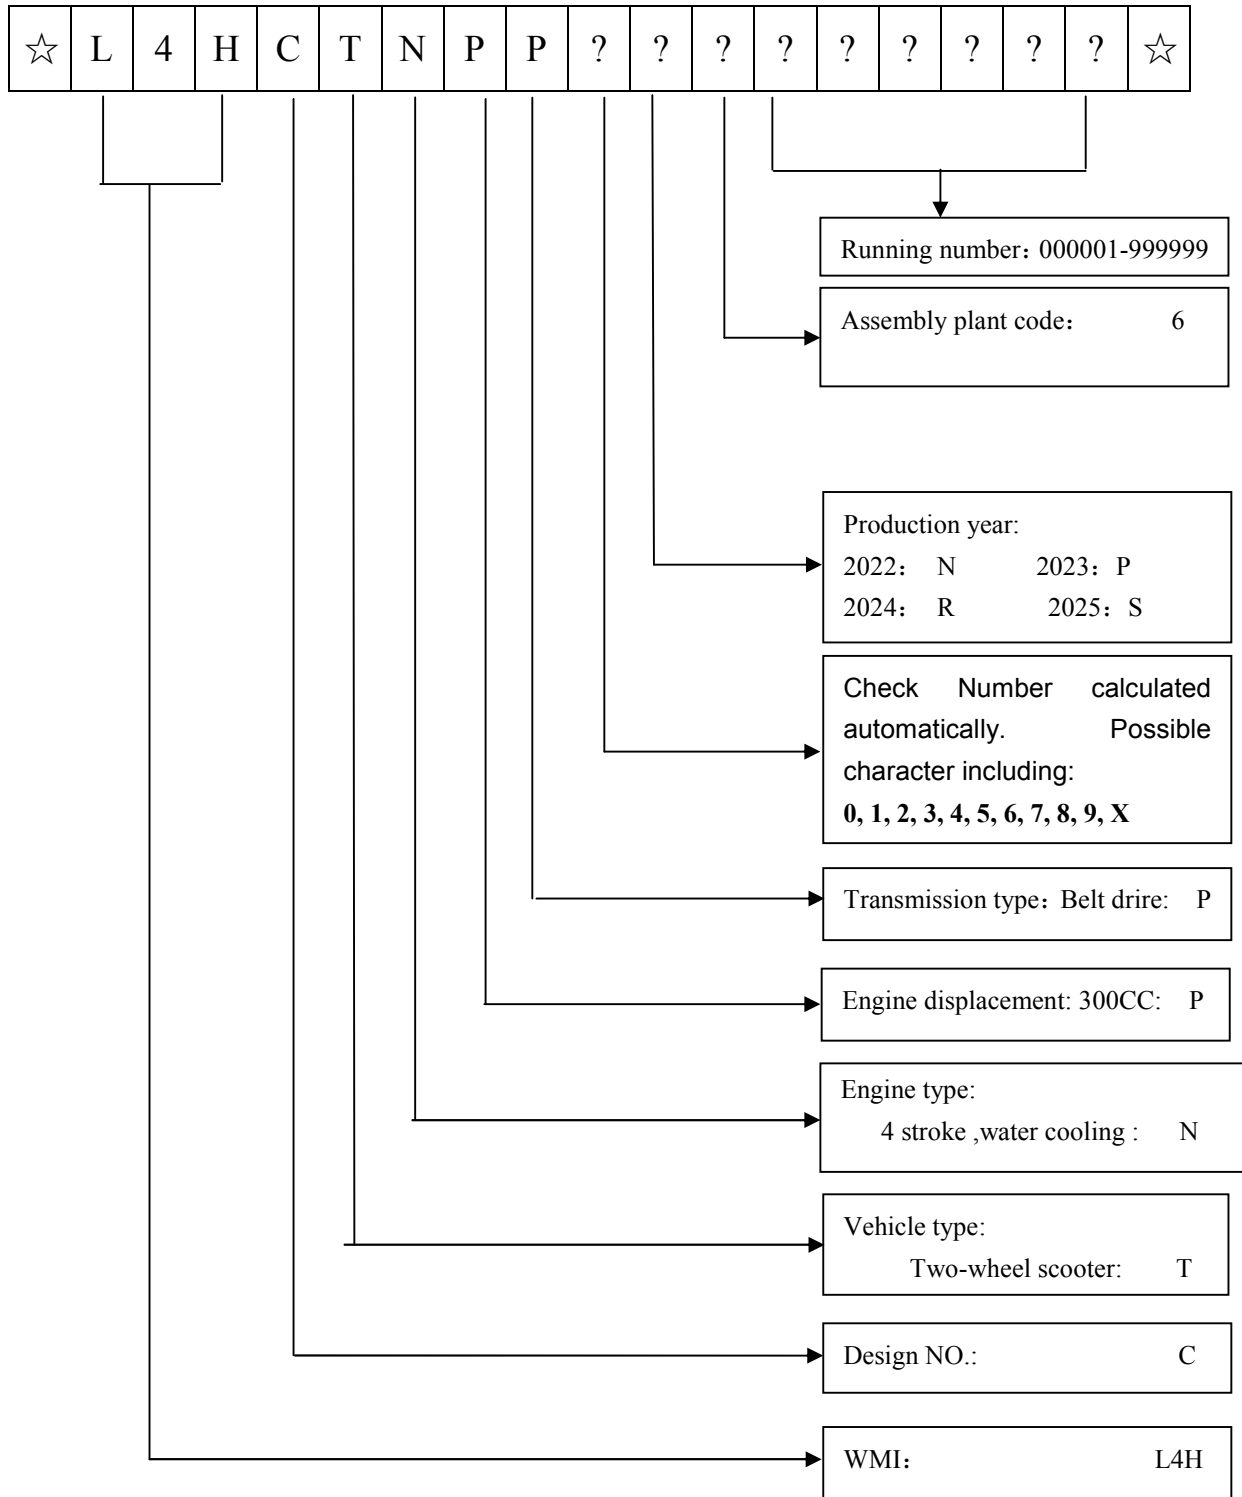 ☆ L 4 H C T N P P ? ? ? ? ? ? ? ? ? ☆
Running number：000001-999999
Assembly plant code： 6
Production year:
2022： N 2023：P
2024： R 2025：S
Check Number calculated
automatically. Possible
character including:
0, 1, 2, 3, 4, 5, 6, 7, 8, 9, X
Transmission type：Belt drire: P
Engine displacement: 300CC: P
Engine type:
4 stroke ,water cooling : N
Vehicle type:
Two-wheel scooter: T
Design NO.: C
WMI： L4H